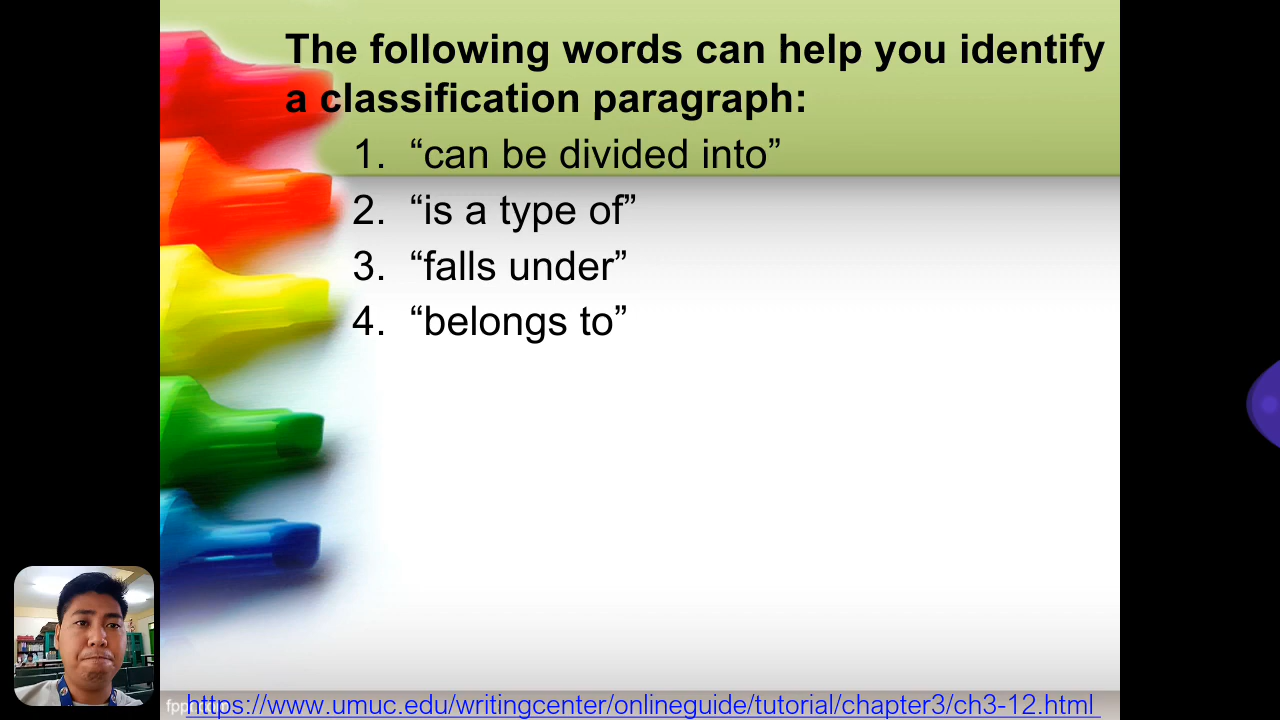 The following words can help you identify
a classification paragraph:
1. “can be divided into”
2. “is a type of”
3. “falls under”
4. “belongs to”
https://www.umuc.edu/writingcenter/onlineguide/tutorial/chapter3/ch3-12.html